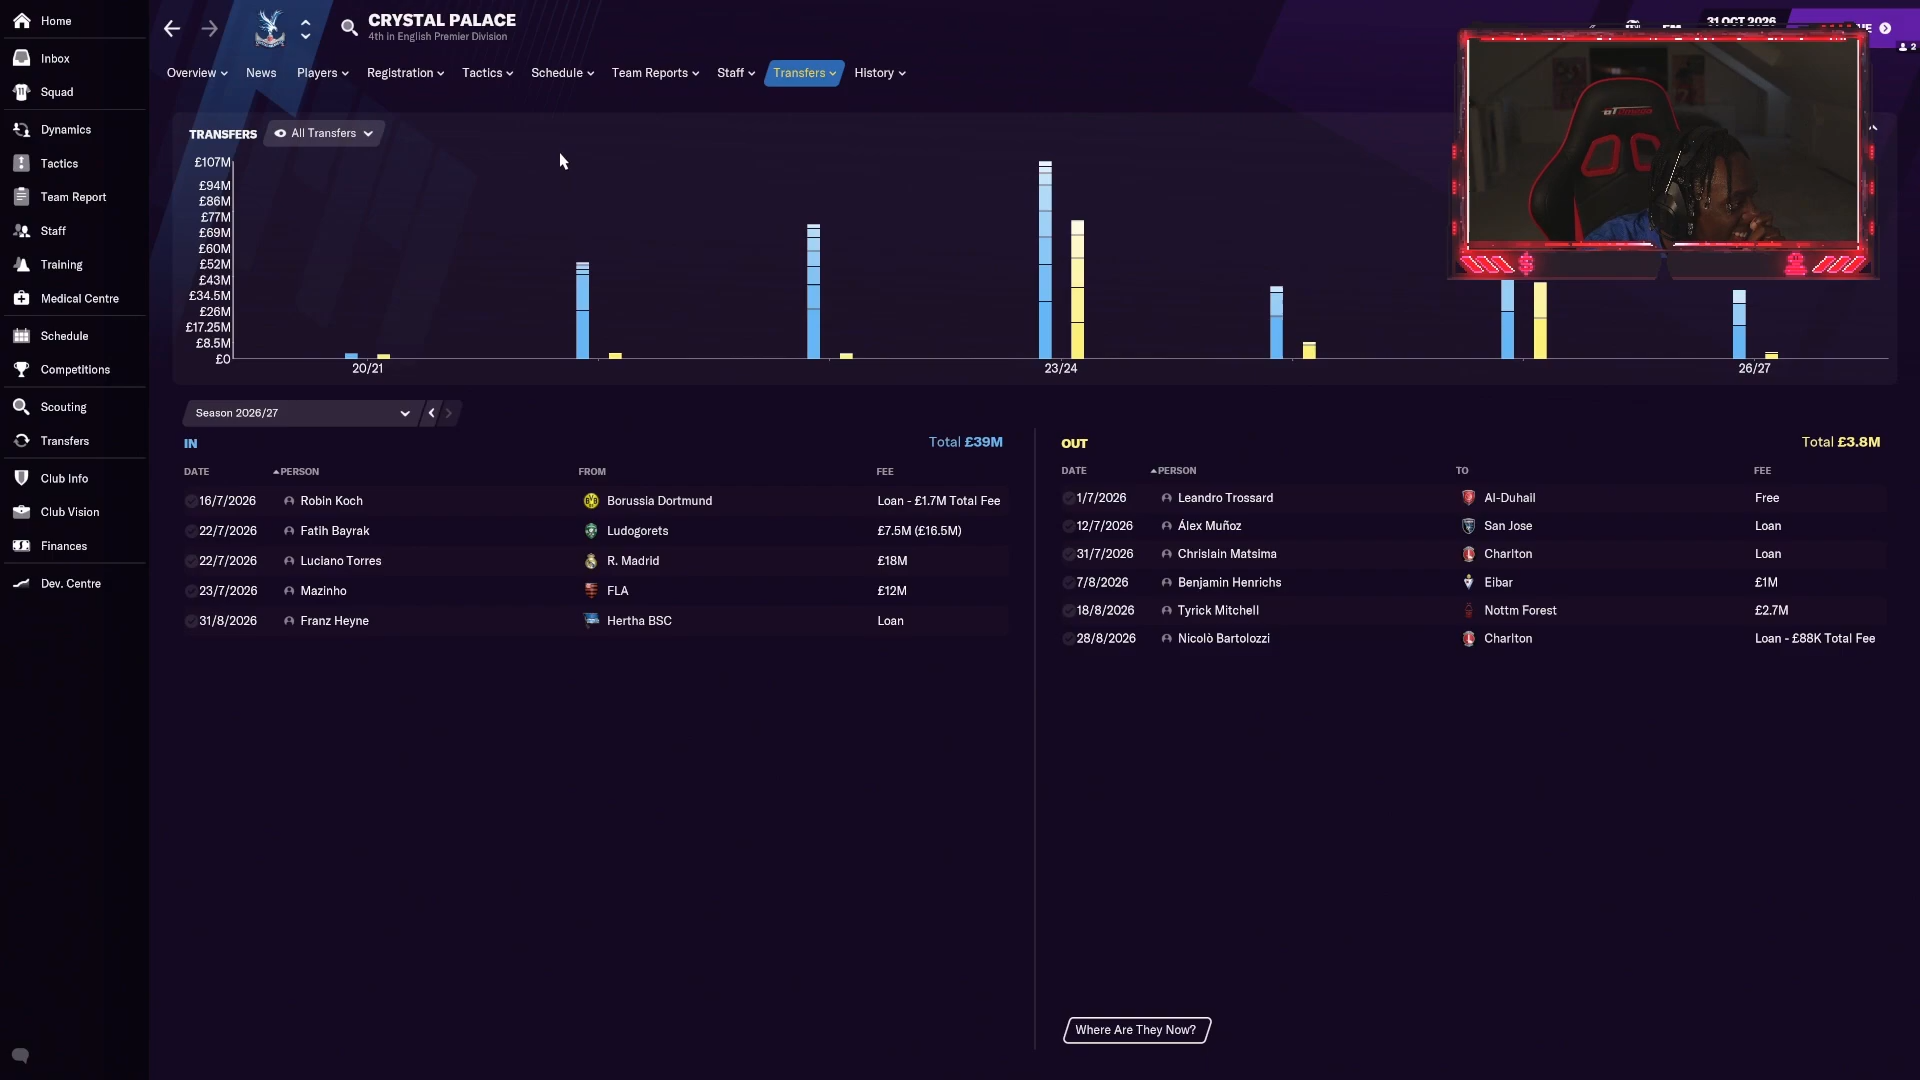 Home
Inbox
Squad
Dynamics
Tactics
Team Report
Staff
Training
Medical Centre
Schedule
Competitions
Scouting
Transfers
Club Info
Club Vision
Finances
Dev. Centre
CRYSTAL PALACE
4th in English Premier Division
31 OCT 2026
2
Overview News Players Registration Tactics Schedule Team Reports Staff Transfers History
TRANSFERS All Transfers
£107M
£94M
£86M
£77M
£69M
£60M
£52M
£43M
£34.5M
£26M
£17.25M
£8.5M
£0
20/21 23/24 26/27
Season 2026/27
IN Total £39M
DATE PERSON FROM FEE
16/7/2026 Robin Koch Borussia Dortmund Loan - £1.7M Total Fee
22/7/2026 Fatih Bayrak Ludogorets £7.5M (£16.5M)
22/7/2026 Luciano Torres R. Madrid £18M
23/7/2026 Mazinho FLA £12M
31/8/2026 Franz Heyne Hertha BSC Loan
OUT Total £3.8M
DATE PERSON TO FEE
1/7/2026 Leandro Trossard Al-Duhail Free
12/7/2026 Álex Muñoz San Jose Loan
31/7/2026 Chrislain Matsima Charlton Loan
7/8/2026 Benjamin Henrichs Eibar £1M
18/8/2026 Tyrick Mitchell Nottm Forest £2.7M
28/8/2026 Nicolò Bartolozzi Charlton Loan - £88K Total Fee
Where Are They Now?